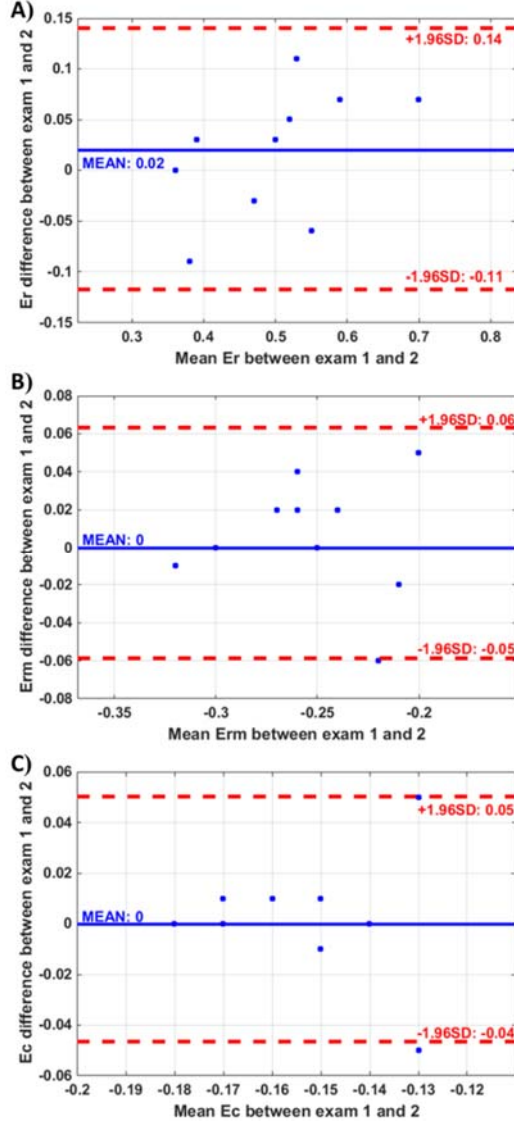 A)
Er difference between exam 1 and 2
0.15
0.1
0.05
0
-0.05
-0.1
-0.15
+1.96SD: 0.14
MEAN: 0.02
-1.96SD: -0.11
0.3 0.4 0.5 0.6 0.7 0.8
Mean Er between exam 1 and 2
B)
Erm difference between exam 1 and 2
0.08
0.06
0.04
0.02
0
-0.02
-0.04
-0.06
-0.08
+1.96SD: 0.06
MEAN: 0
-1.96SD: -0.05
-0.35 -0.3 -0.25 -0.2
Mean Erm between exam 1 and 2
C)
Ec difference between exam 1 and 2
0.06
0.04
0.02
0
-0.02
-0.04
-0.06
+1.96SD: 0.05
MEAN: 0
-1.96SD: -0.04
-0.2 -0.19 -0.18 -0.17 -0.16 -0.15 -0.14 -0.13 -0.12
Mean Ec between exam 1 and 2